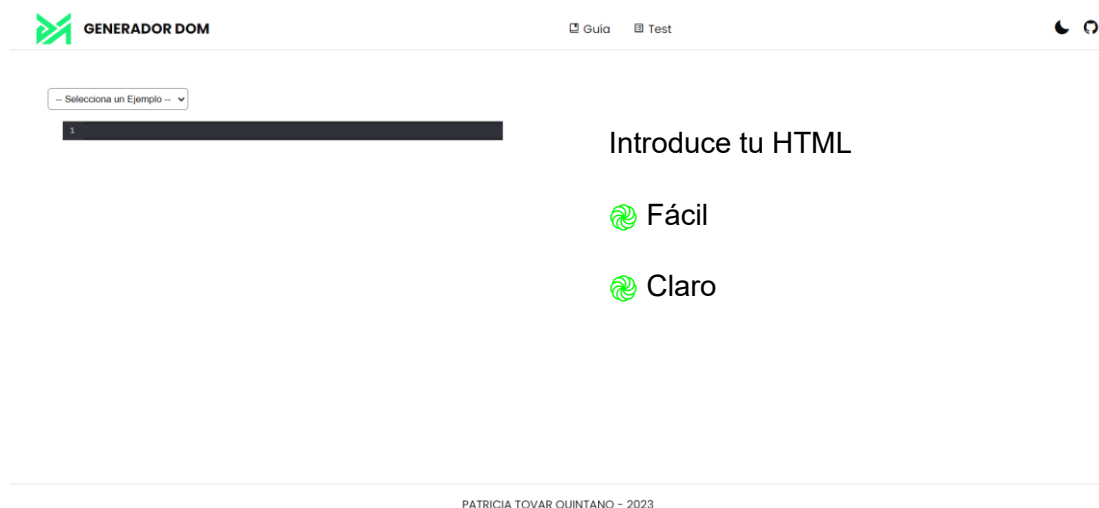 GENERADOR DOM
Guía
Test
-- Selecciona un Ejemplo --
1
Introduce tu HTML
Fácil
Claro
PATRICIA TOVAR QUINTANO - 2023